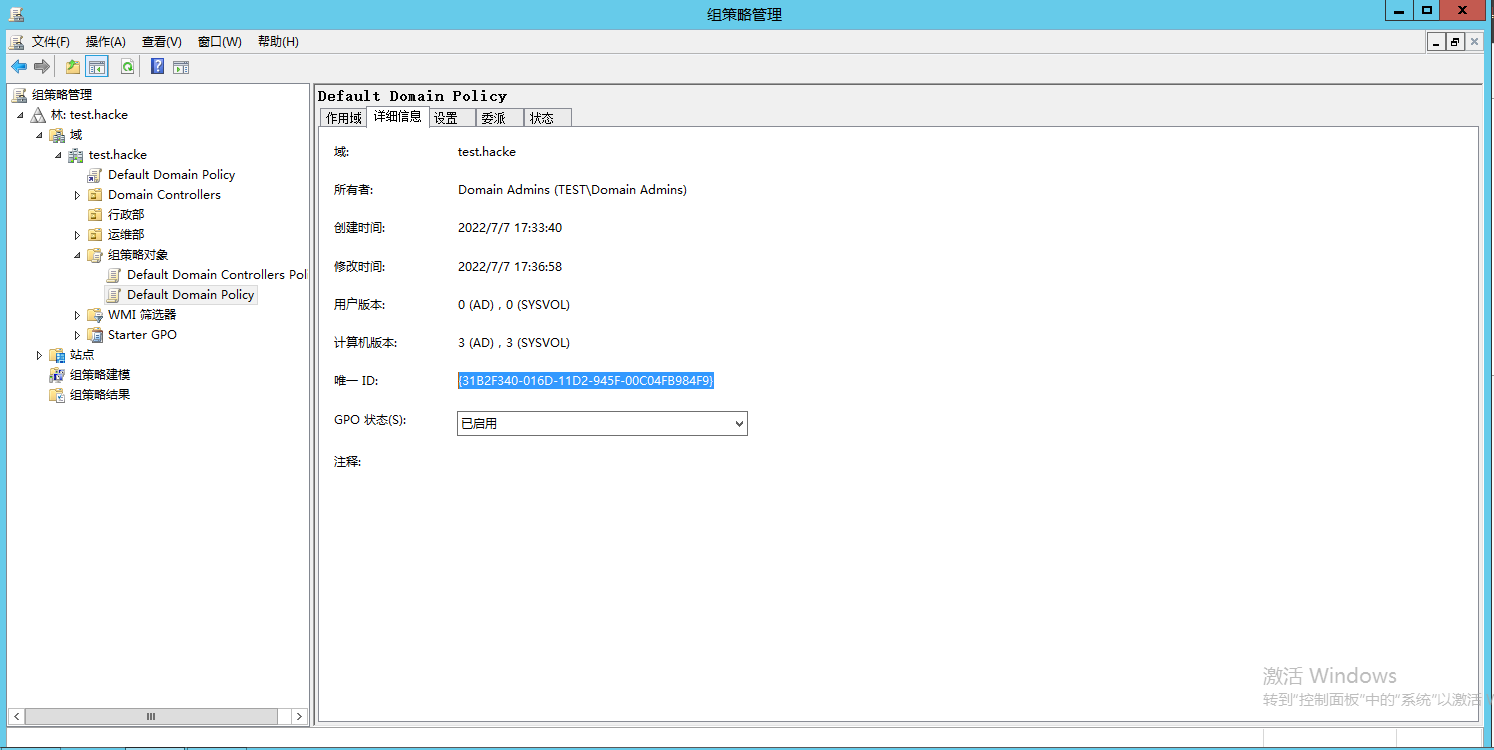 组策略管理
文件(F) 操作(A) 查看(V) 窗口(W) 帮助(H)
组策略管理
林: test.hacke
域
test.hacke
Default Domain Policy
Domain Controllers
行政部
运维部
组策略对象
Default Domain Controllers Pol
Default Domain Policy
WMI 筛选器
Starter GPO
站点
组策略建模
组策略结果
Default Domain Policy
作用域 详细信息 设置 委派 状态
域: test.hacke
所有者: Domain Admins (TEST\Domain Admins)
创建时间: 2022/7/7 17:33:40
修改时间: 2022/7/7 17:36:58
用户版本: 0 (AD)，0 (SYSVOL)
计算机版本: 3 (AD)，3 (SYSVOL)
唯一 ID: {31B2F340-016D-11D2-945F-00C04FB984F9}
GPO 状态(S): 已启用
注释:
激活 Windows
转到"控制面板"中的"系统"以激活